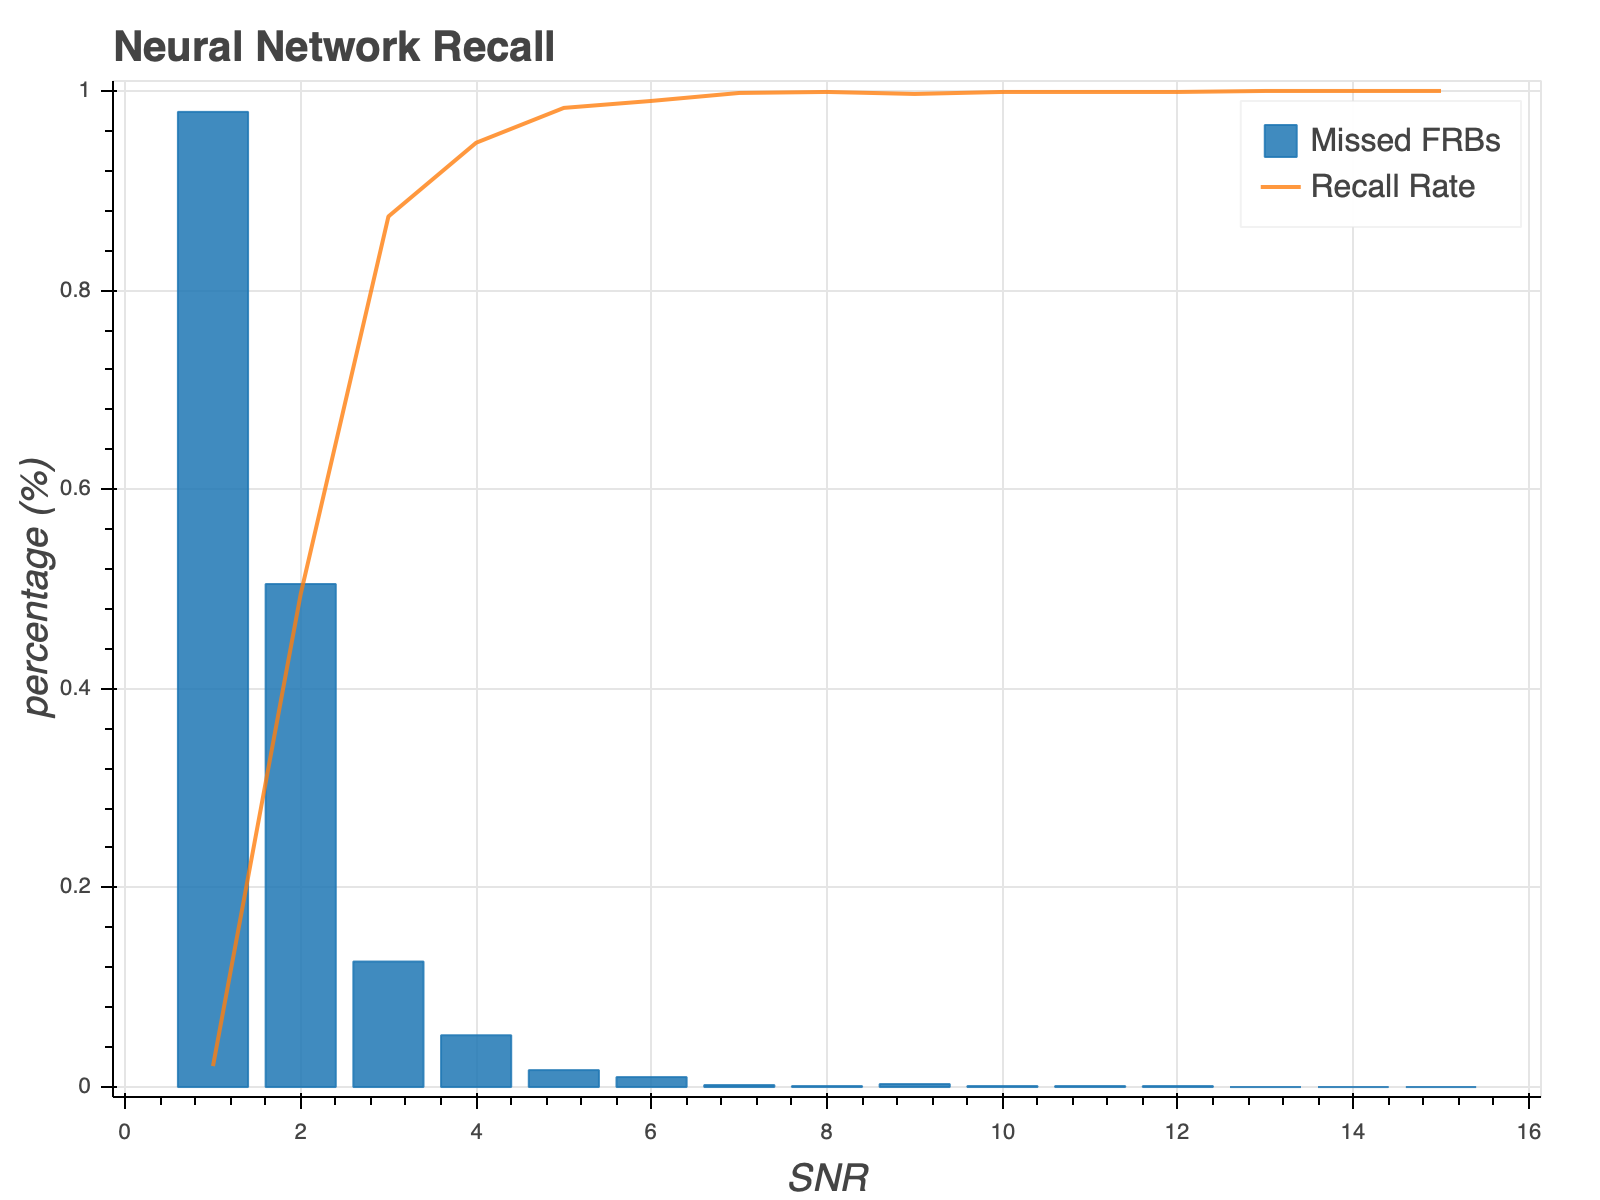 Neural Network Recall
1
0.8
0.6
0.4
0.2
0
percentage (%)
Missed FRBs
Recall Rate
0 2 4 6 8 10 12 14 16
SNR